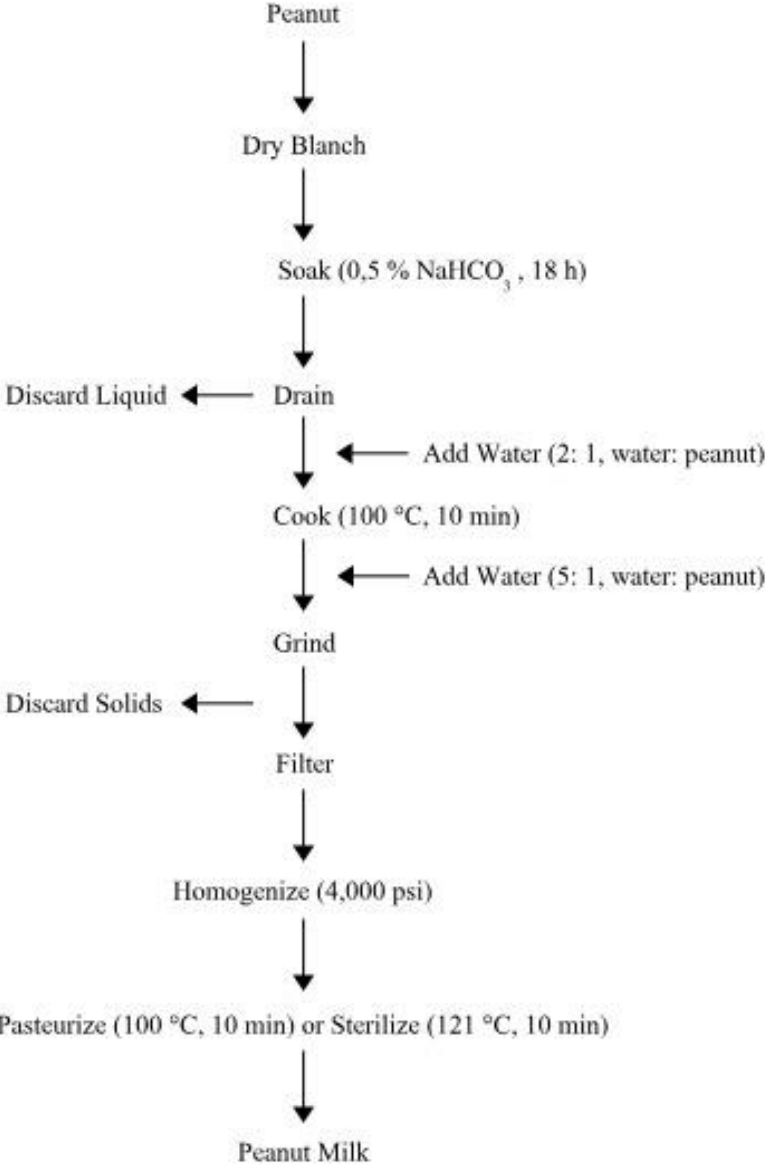 Peanut
Dry Blanch
Soak (0,5 % NaHCO₃ , 18 h)
Discard Liquid
Drain
Add Water (2: 1, water: peanut)
Cook (100 °C, 10 min)
Add Water (5: 1, water: peanut)
Grind
Discard Solids
Filter
Homogenize (4,000 psi)
Pasteurize (100 °C, 10 min) or Sterilize (121 °C, 10 min)
Peanut Milk